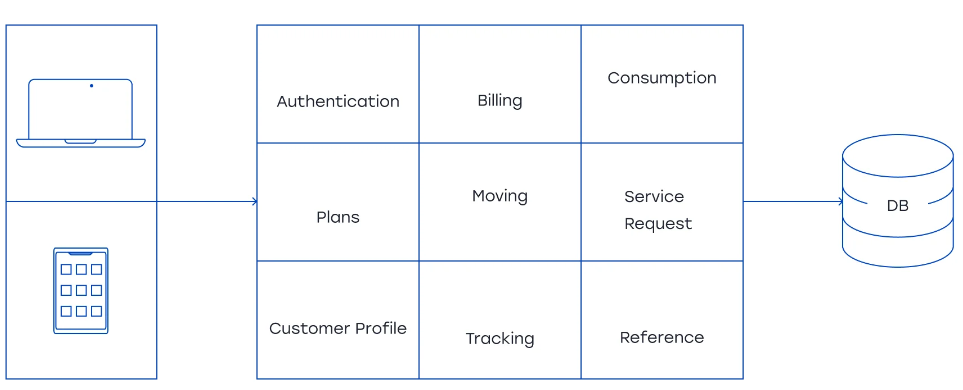 Authentication
Billing
Consumption
Plans
Moving
Service
Request
DB
Customer Profile
Tracking
Reference